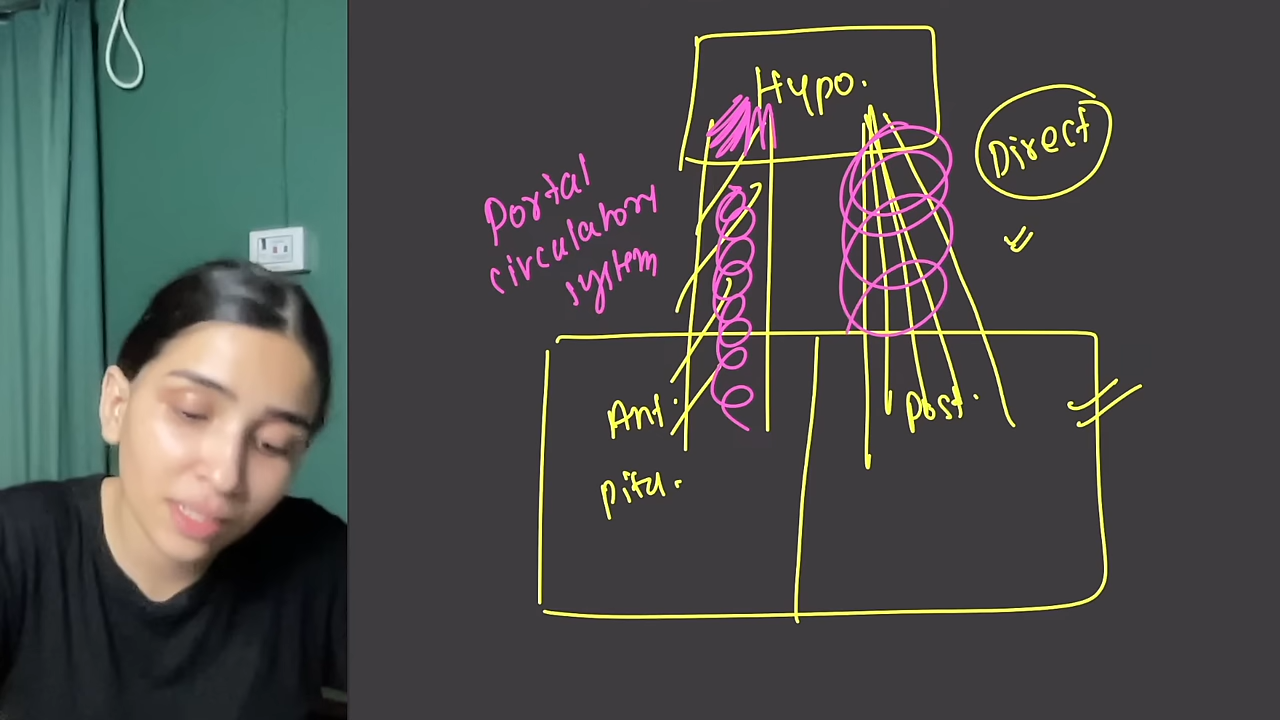 Hypo.
Direct
Portal
circulatory
system
Ant.
Post.
Pitu.